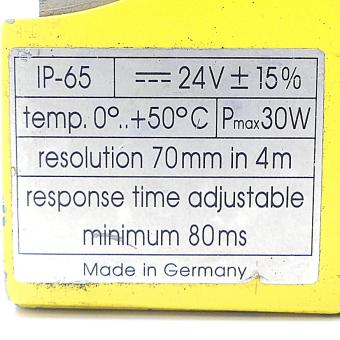 IP-65 ⎓ 24V ± 15%
temp. 0°..+50°C Pmax30W
resolution 70mm in 4m
response time adjustable
minimum 80ms
Made in Germany